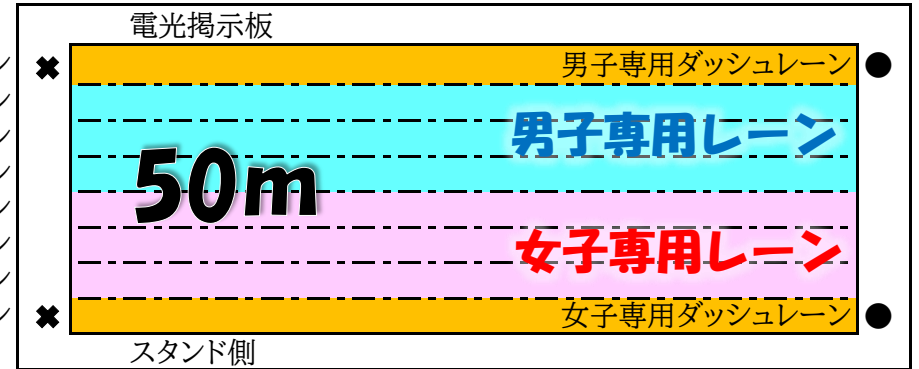 電光掲示板
男子専用ダッシュレーン
男子専用レーン
50m
女子専用レーン
女子専用ダッシュレーン
スタンド側